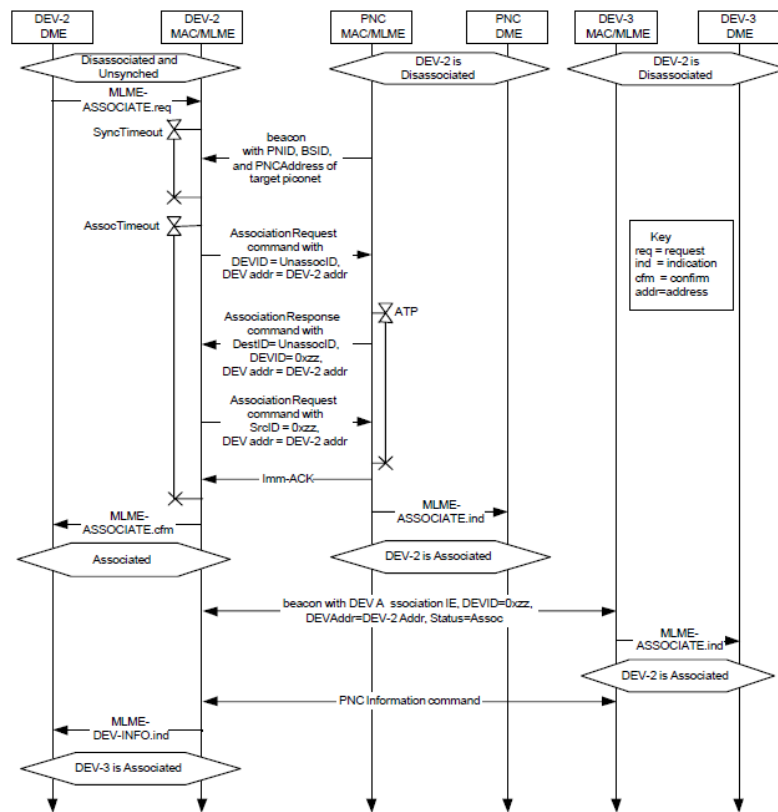 DEV-2
DME
DEV-2
MAC/MLME
PNC
MAC/MLME
PNC
DME
DEV-3
MAC/MLME
DEV-3
DME
Disassociated and
Unsynched
DEV-2 is
Disassociated
DEV-2 is
Disassociated
MLME-
ASSOCIATE.req
SyncTimeout
beacon
with PNID, BSID,
and PNCAddress of
target piconet
AssocTimeout
Association Request
command with
DEVID = UnassocID,
DEV addr = DEV-2 addr
Key
req = request
ind = indication
cfm = confirm
addr=address
ATP
Association Response
command with
DestID= UnassocID,
DEVID= 0xzz,
DEV addr = DEV-2 addr
Association Request
command with
SrcID = 0xzz,
DEV addr = DEV-2 addr
Imm-ACK
MLME-
ASSOCIATE.cfm
MLME-
ASSOCIATE.ind
Associated
DEV-2 is Associated
beacon with DEV A ssociation IE, DEVID=0xzz,
DEVAddr=DEV-2 Addr, Status=Assoc
MLME-
ASSOCIATE.ind
DEV-2 is Associated
PNC Information command
MLME-
DEV-INFO.ind
DEV-3 is Associated